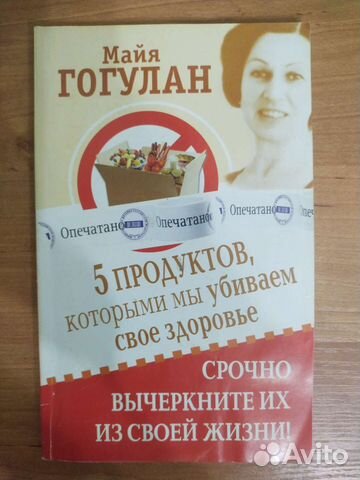 Майя
ГОГУЛАН
Опечатано Опечатано Опечатано
5 ПРОДУКТОВ,
которыми мы убиваем
свое здоровье
СРОЧНО
ВЫЧЕРКНИТЕ ИХ
ИЗ СВОЕЙ ЖИЗНИ!
Avito